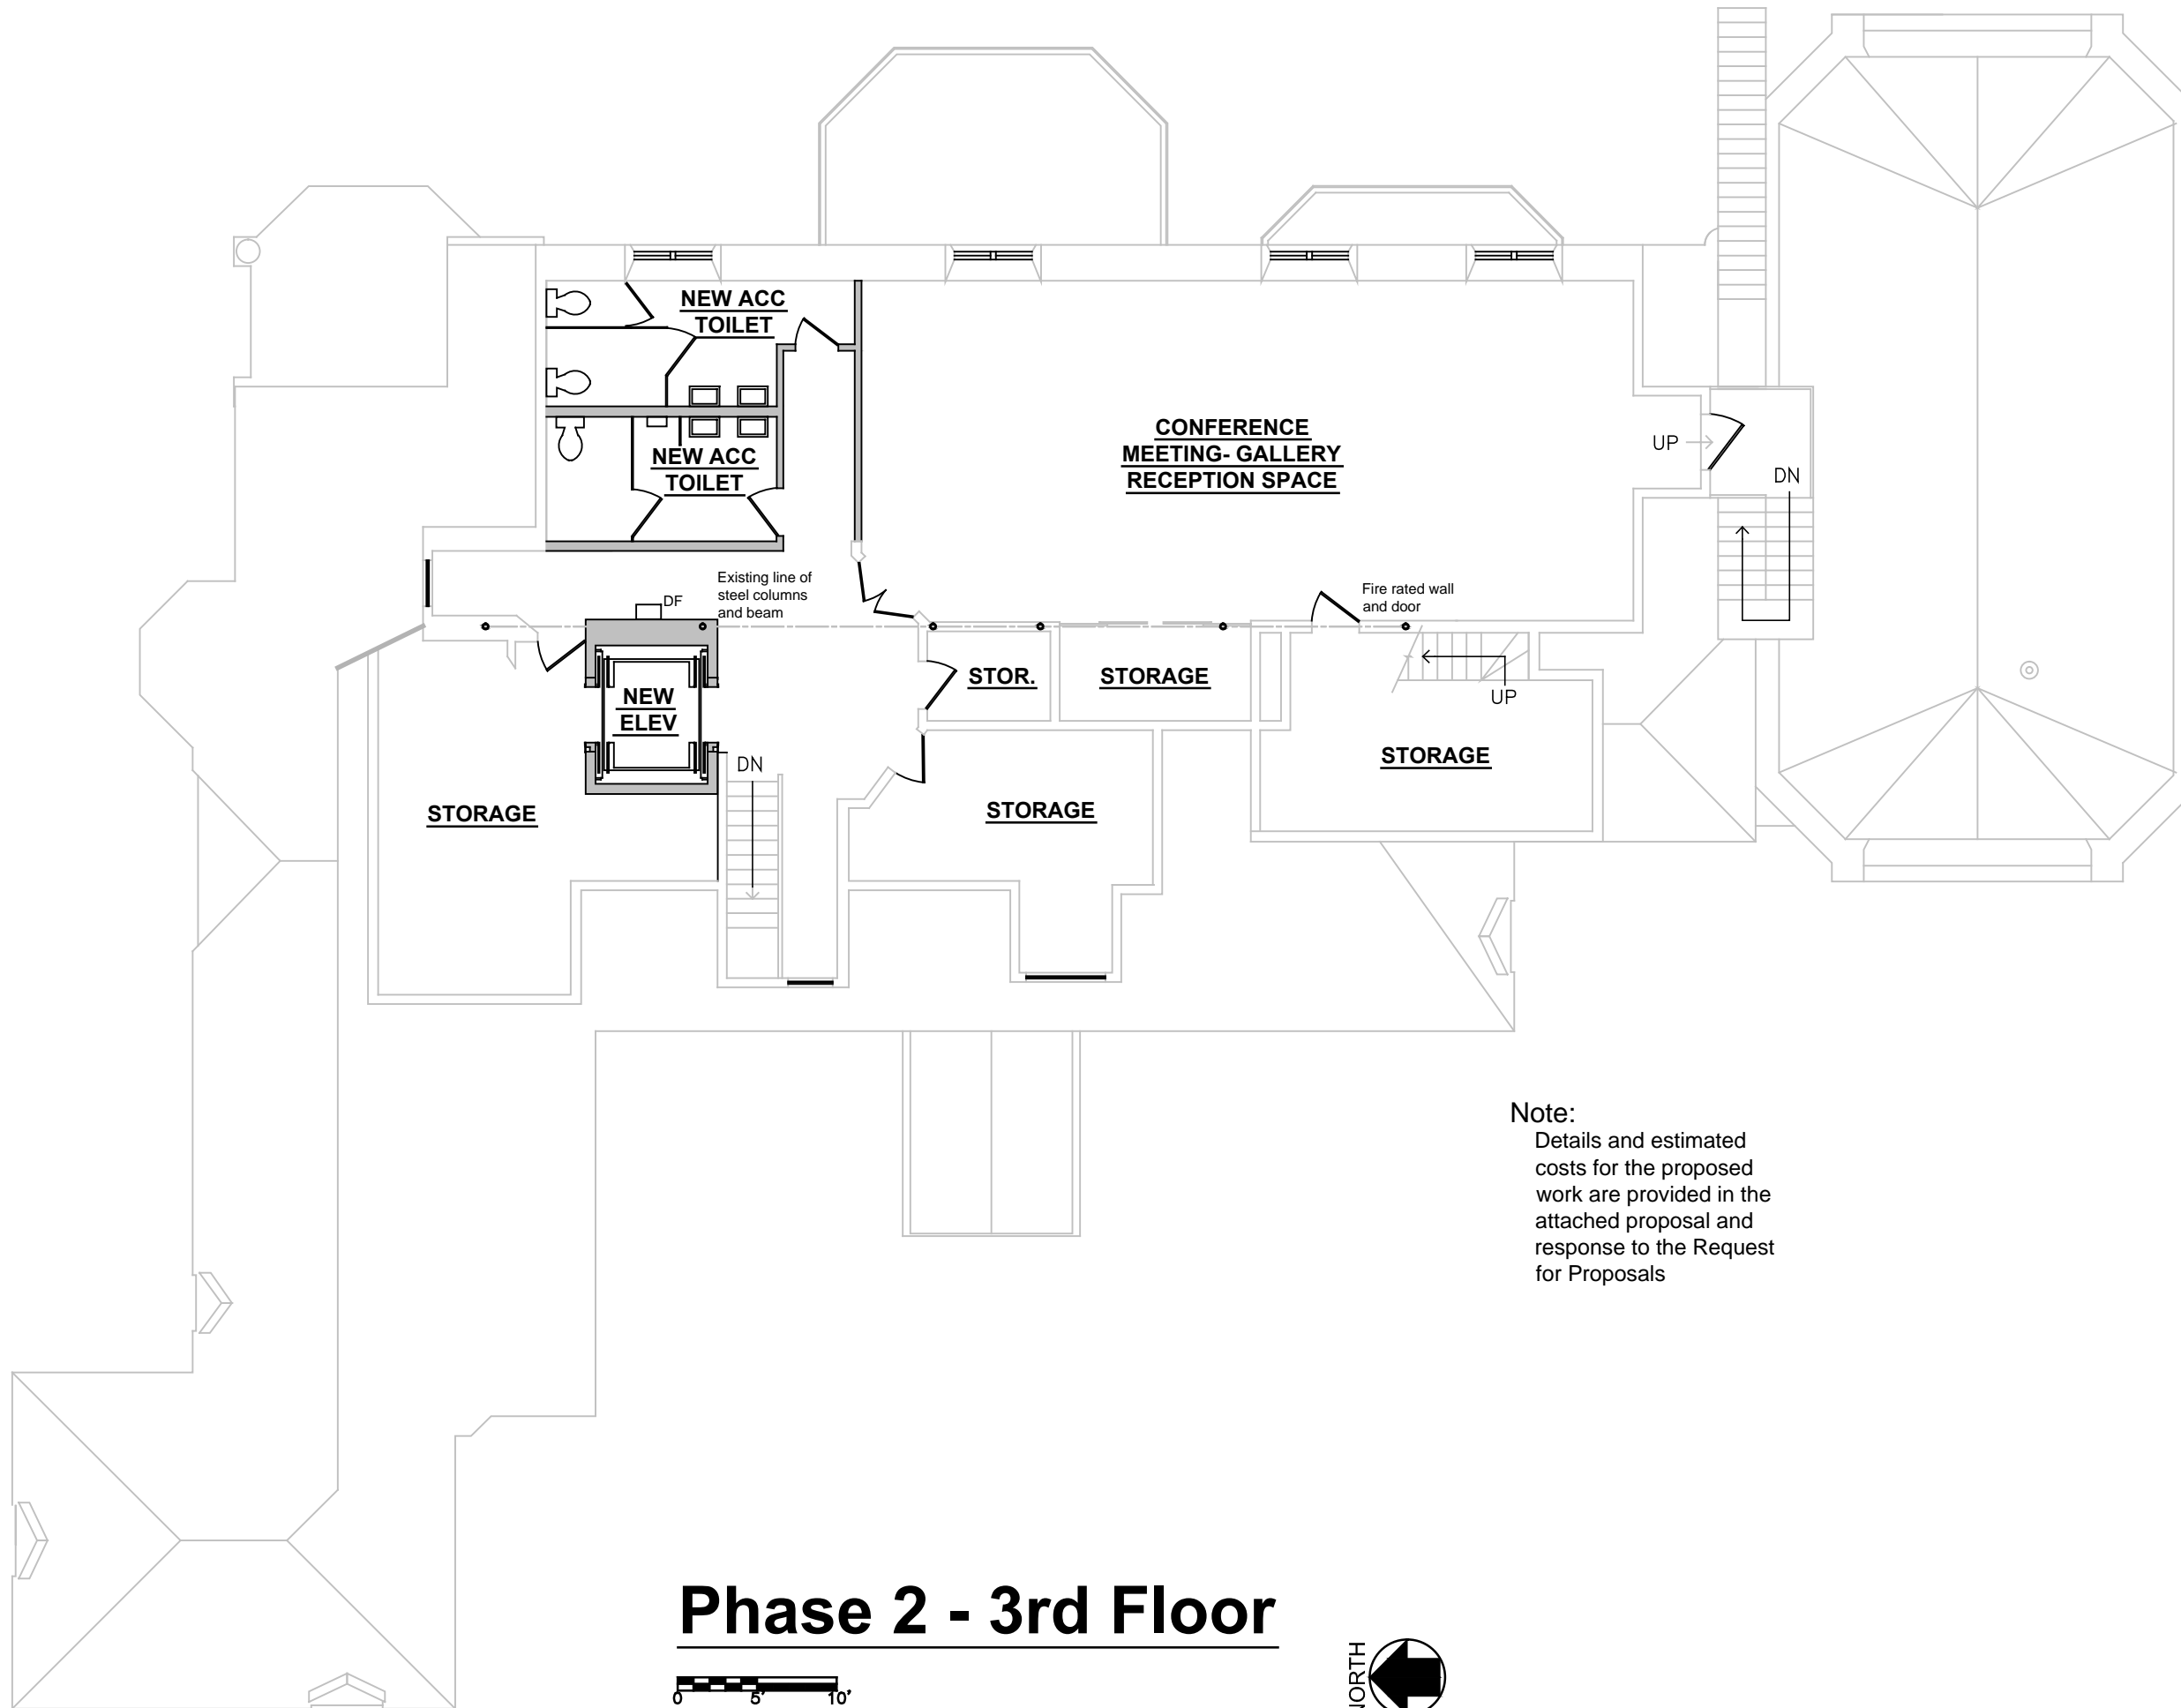 NEW ACC
TOILET
NEW ACC
TOILET
CONFERENCE
MEETING- GALLERY
RECEPTION SPACE
UP
DN
Existing line of
steel columns
and beam
DF
Fire rated wall
and door
NEW
ELEV
STOR.
STORAGE
UP
STORAGE
DN
STORAGE
STORAGE
Note:
Details and estimated
costs for the proposed
work are provided in the
attached proposal and
response to the Request
for Proposals
Phase 2 - 3rd Floor
0 5' 10'
NORTH